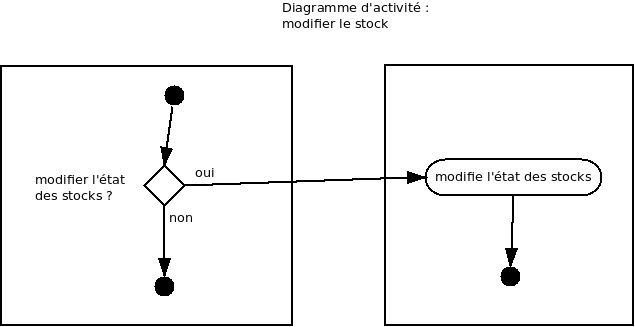 Diagramme d'activité :
modifier le stock
modifier l'état
des stocks ?
oui
non
modifie l'état des stocks